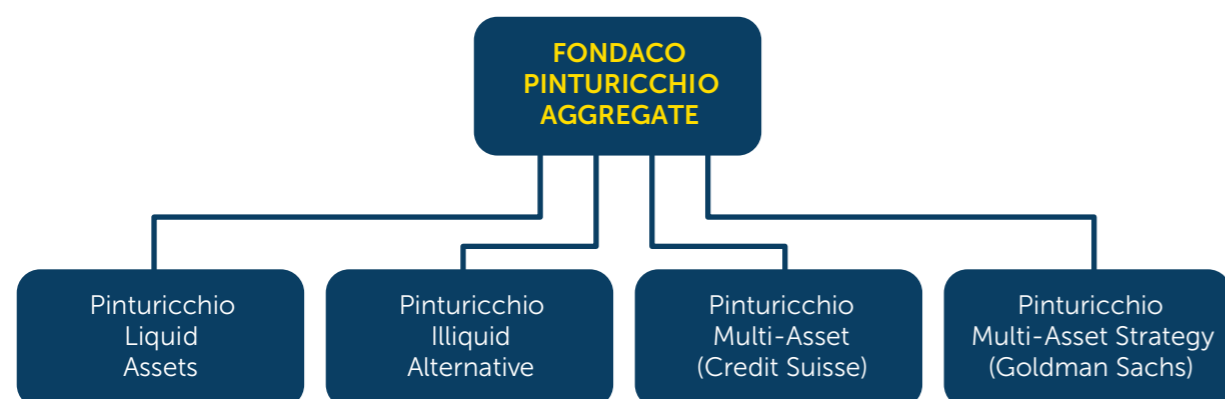 FONDACO
PINTURICCHIO
AGGREGATE
Pinturicchio
Liquid
Assets
Pinturicchio
Illiquid
Alternative
Pinturicchio
Multi-Asset
(Credit Suisse)
Pinturicchio
Multi-Asset Strategy
(Goldman Sachs)